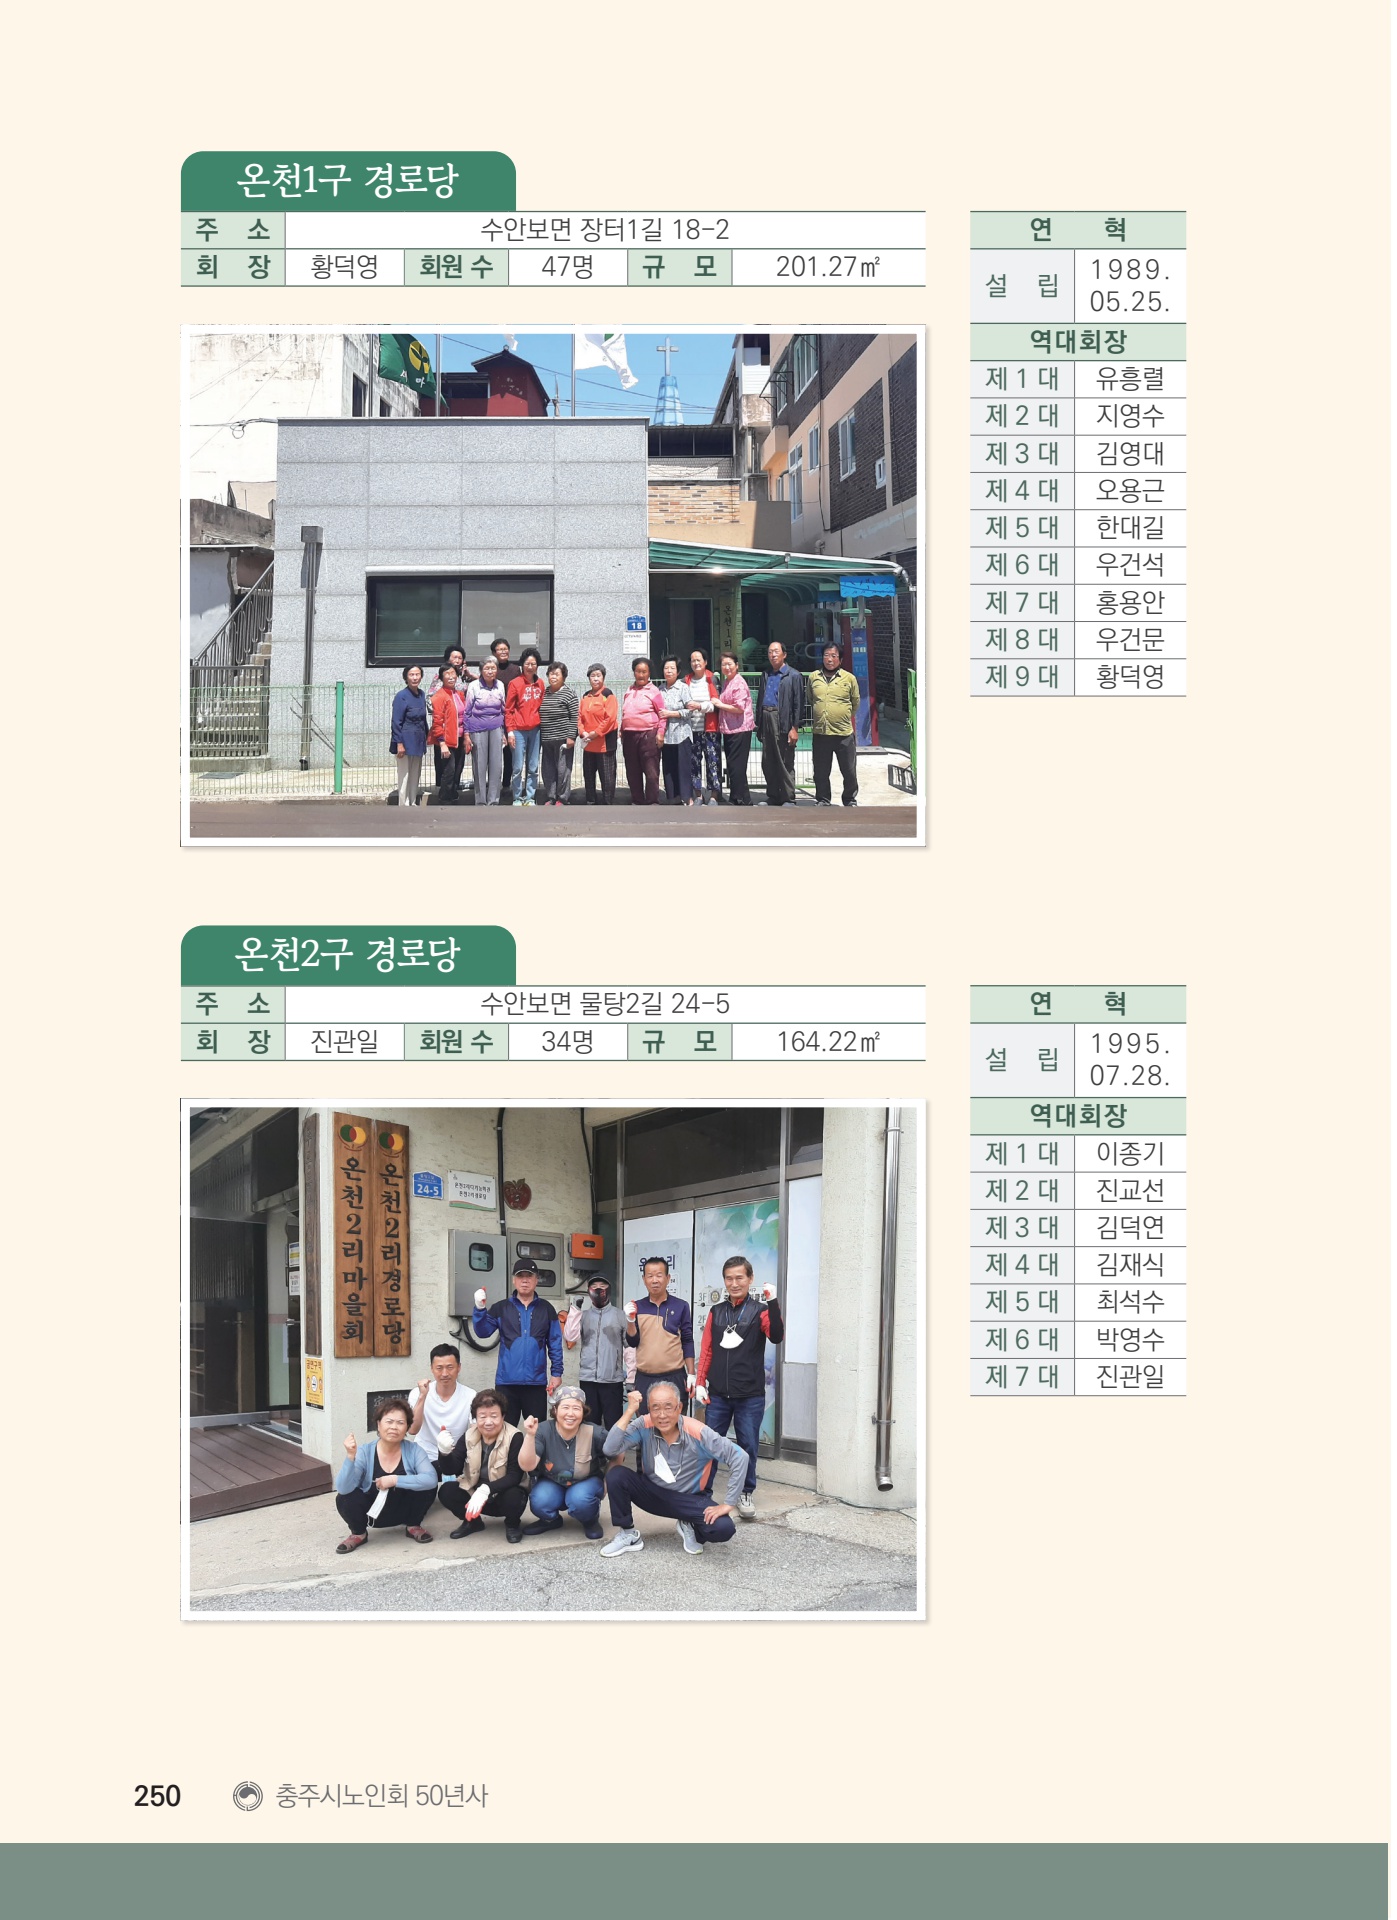 온천1구 경로당
주 소 수안보면 장터1길 18-2
회 장 황덕영 회원 수 47명 규 모 201.27㎡
연 혁
설 립 1989. 05.25.
역대회장
제 1 대 유흥렬
제 2 대 지영수
제 3 대 김영대
제 4 대 오용근
제 5 대 한대길
제 6 대 우건석
제 7 대 홍용안
제 8 대 우건문
제 9 대 황덕영
18
온천2구 경로당
주 소 수안보면 물탕2길 24-5
회 장 진관일 회원 수 34명 규 모 164.22㎡
연 혁
설 립 1995. 07.28.
역대회장
제 1 대 이종기
제 2 대 진교선
제 3 대 김덕연
제 4 대 김재식
제 5 대 최석수
제 6 대 박영수
제 7 대 진관일
온천2리마을회
온천2리경로당
24-5
3F
250 충주시노인회 50년사